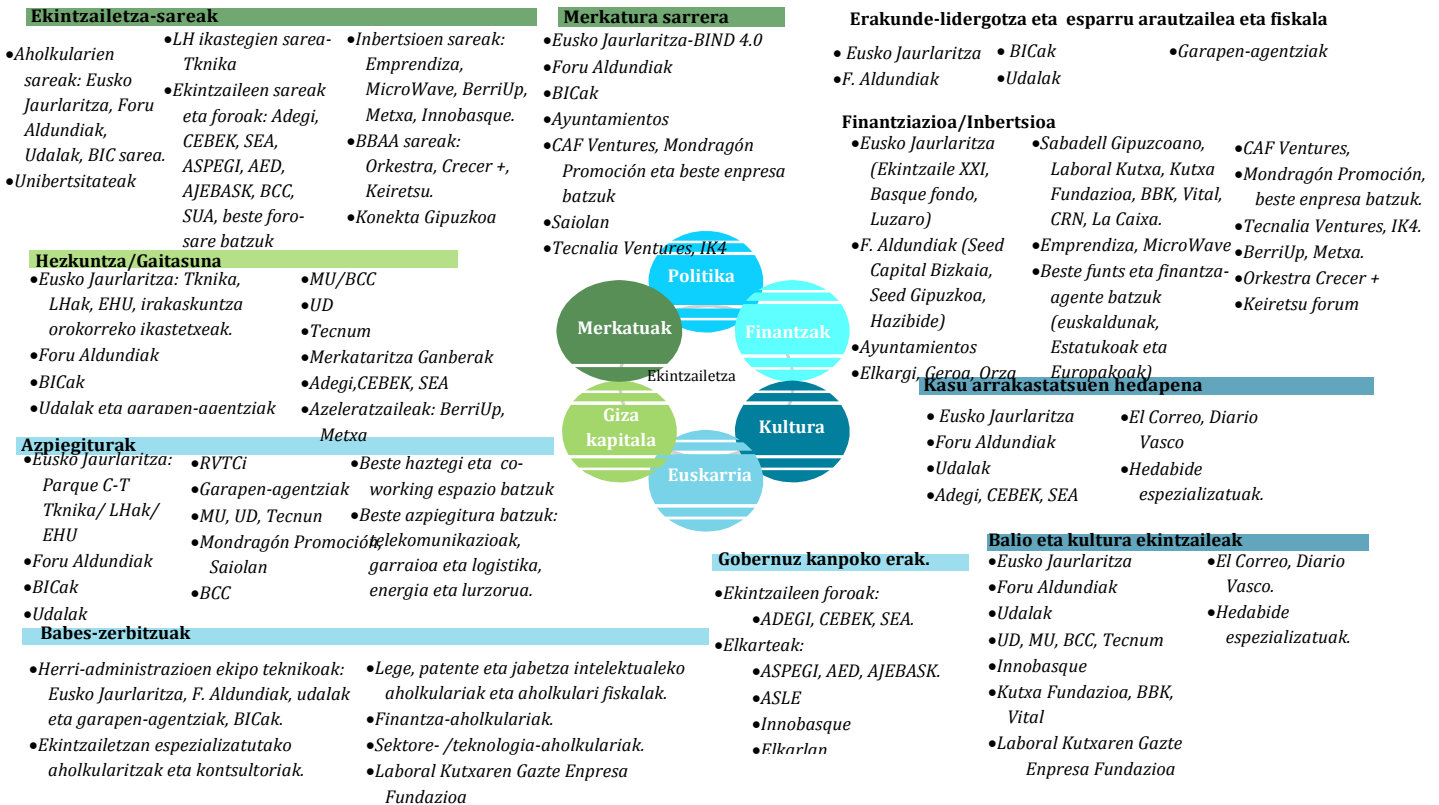 Ekintzailetza-sareak
•Aholkularien
sareak: Eusko
Jaurlaritza, Foru
Aldundiak,
Udalak, BIC sarea.
•Unibertsitateak
•LH ikastegien sarea-
Tknika
•Ekintzaileen sareak
eta foroak: Adegi,
CEBEK, SEA,
ASPEGI, AED,
AJEBASK, BCC,
SUA, beste foro-
sare batzuk
•Inbertsioen sareak:
Emprendiza,
MicroWave, BerriUp,
Metxa, Innobasque.
•BBAA sareak:
Orkestra, Crecer +,
Keiretsu.
•Konekta Gipuzkoa
Merkatura sarrera
•Eusko Jaurlaritza-BIND 4.0
•Foru Aldundiak
•BICak
•Ayuntamientos
•CAF Ventures, Mondragón
Promoción eta beste enpresa
batzuk
•Saiolan
•Tecnalia Ventures, IK4
Erakunde-lidergotza eta esparru arautzailea eta fiskala
• Eusko Jaurlaritza
•F. Aldundiak
• BICak
•Udalak
•Garapen-agentziak
Finantziazioa/Inbertsioa
•Eusko Jaurlaritza
(Ekintzaile XXI,
Basque fondo,
Luzaro)
•F. Aldundiak (Seed
Capital Bizkaia,
Seed Gipuzkoa,
Hazibide)
•Ayuntamientos
•Elkargi, Geroa, Orza
•Sabadell Gipuzcoano,
Laboral Kutxa, Kutxa
Fundazioa, BBK, Vital,
CRN, La Caixa.
•Emprendiza, MicroWave
•Beste funts eta finantza-
agente batzuk
(euskaldunak,
Estatukoak eta
Europakoak)
•CAF Ventures,
•Mondragón Promoción,
beste enpresa batzuk.
•Tecnalia Ventures, IK4.
•BerriUp, Metxa.
•Orkestra Crecer +
•Keiretsu forum
Hezkuntza/Gaitasuna
•Eusko Jaurlaritza: Tknika,
LHak, EHU, irakaskuntza
orokorreko ikastetxeak.
•Foru Aldundiak
•BICak
•Udalak eta garapen-agentziak
•MU/BCC
•UD
•Tecnum
•Merkataritza Ganberak
•Adegi,CEBEK, SEA
•Azeleratzaileak: BerriUp,
Metxa
Politika
Merkatuak
Finantzak
Ekintzailetza
Giza
kapitala
Kultura
Euskarria
Kasu arrakastatsuen hedapena
• Eusko Jaurlaritza
•Foru Aldundiak
•Udalak
•Adegi, CEBEK, SEA
•El Correo, Diario
Vasco
•Hedabide
espezializatuak.
Azpiegiturak
•Eusko Jaurlaritza:
Parque C-T
Tknika/ LHak/
EHU
•Foru Aldundiak
•BICak
•Udalak
•RVTCi
•Garapen-agentziak
•MU, UD, Tecnun
•Mondragón Promoción,
Saiolan
•BCC
•Beste haztegi eta co-
working espazio batzuk
•Beste azpiegitura batzuk:
telekomunikazioak,
garraioa eta logistika,
energia eta lurzorua.
Gobernuz kanpoko erak.
•Ekintzaileen foroak:
•ADEGI, CEBEK, SEA.
•Elkarteak:
•ASPEGI, AED, AJEBASK.
•ASLE
•Innobasque
•Elkarlan
Balio eta kultura ekintzaileak
•Eusko Jaurlaritza
•Foru Aldundiak
•Udalak
•UD, MU, BCC, Tecnum
•Innobasque
•Kutxa Fundazioa, BBK,
Vital
•Laboral Kutxaren Gazte
Enpresa Fundazioa
•El Correo, Diario
Vasco.
•Hedabide
espezializatuak.
Babes-zerbitzuak
•Herri-administrazioen ekipo teknikoak:
Eusko Jaurlaritza, F. Aldundiak, udalak
eta garapen-agentziak, BICak.
•Ekintzailetzan espezializatutako
aholkularitzak eta kontsultoriak.
•Lege, patente eta jabetza intelektualeko
aholkulariak eta aholkulari fiskalak.
•Finantza-aholkulariak.
•Sektore- /teknologia-aholkulariak.
•Laboral Kutxaren Gazte Enpresa
Fundazioa